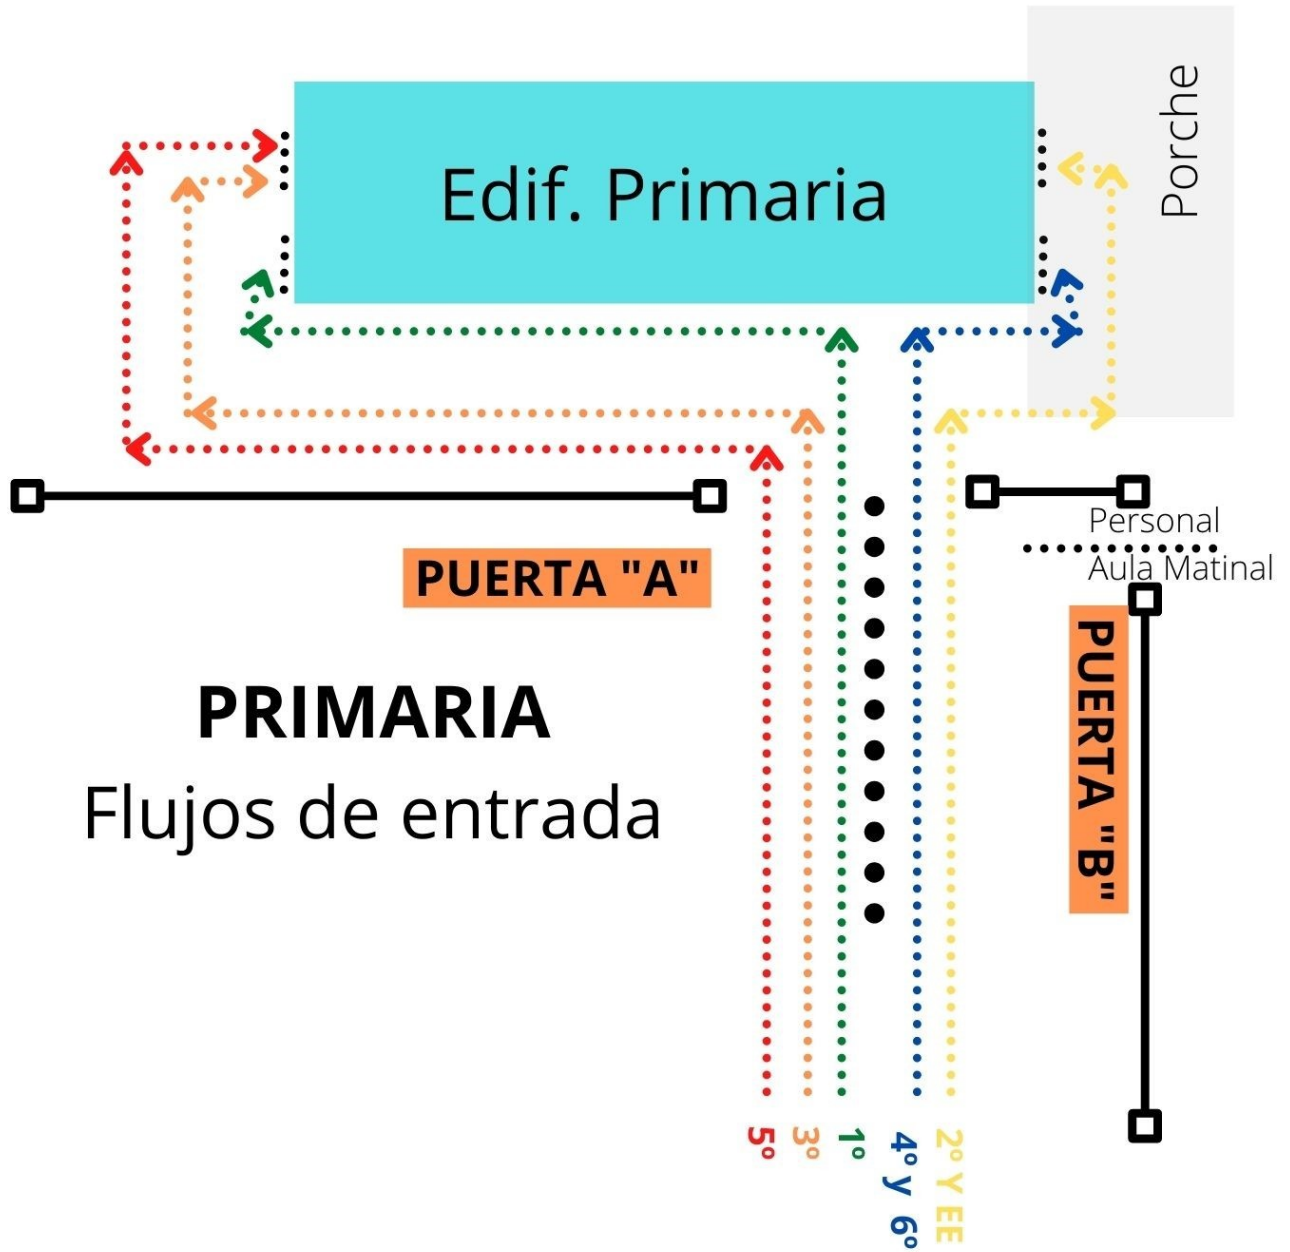 Porche
Edif. Primaria
Personal
Aula Matinal
PUERTA "A"
PUERTA "B"
PRIMARIA
Flujos de entrada
5º
3º
1º
4º y 6º
2º Y EE